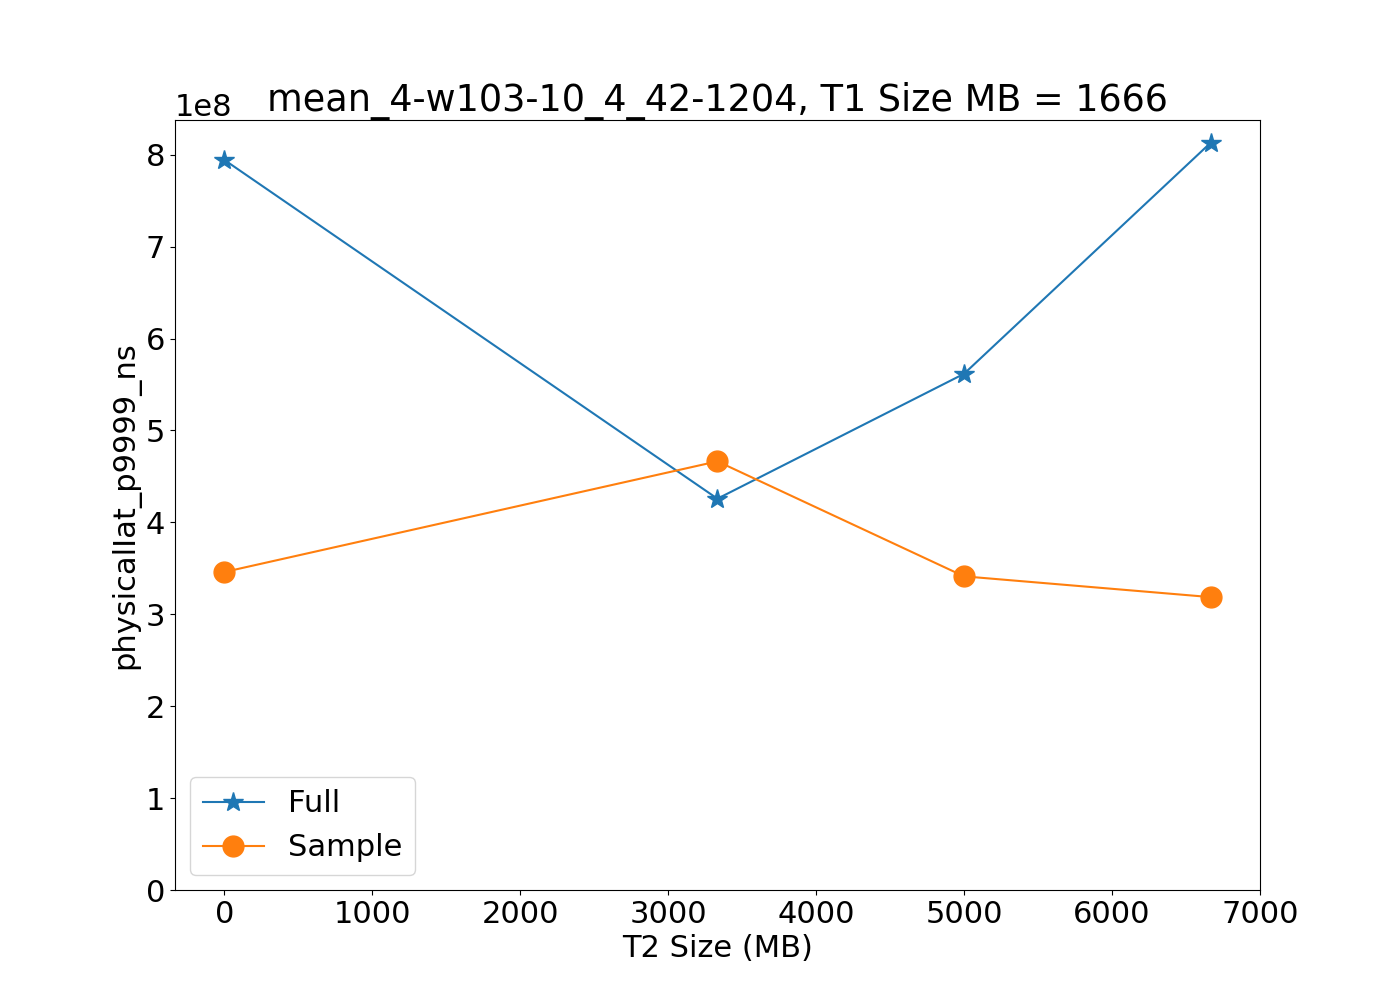 1e8
mean_4-w103-10_4_42-1204, T1 Size MB = 1666
8
7
6
5
4
3
2
1
0
physicallat_p9999_ns
Full
Sample
0 1000 2000 3000 4000 5000 6000 7000
T2 Size (MB)